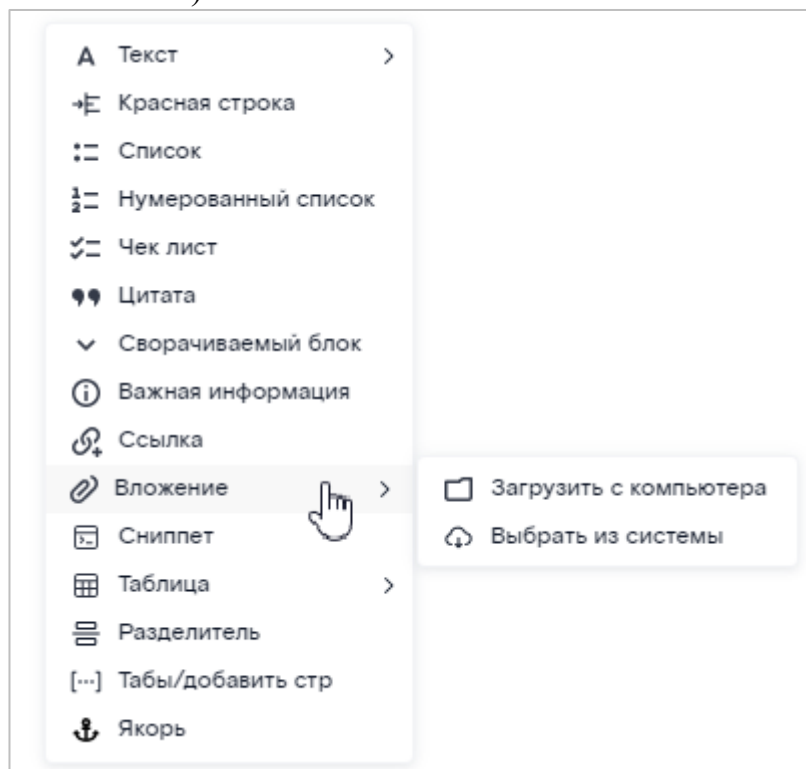 )
Текст
Красная строка
Список
Нумерованный список
Чек лист
Цитата
Сворачиваемый блок
Важная информация
Ссылка
Вложение
Загрузить с компьютера
Сниппет
Выбрать из системы
Таблица
Разделитель
[...] Табы/добавить стр
Якорь